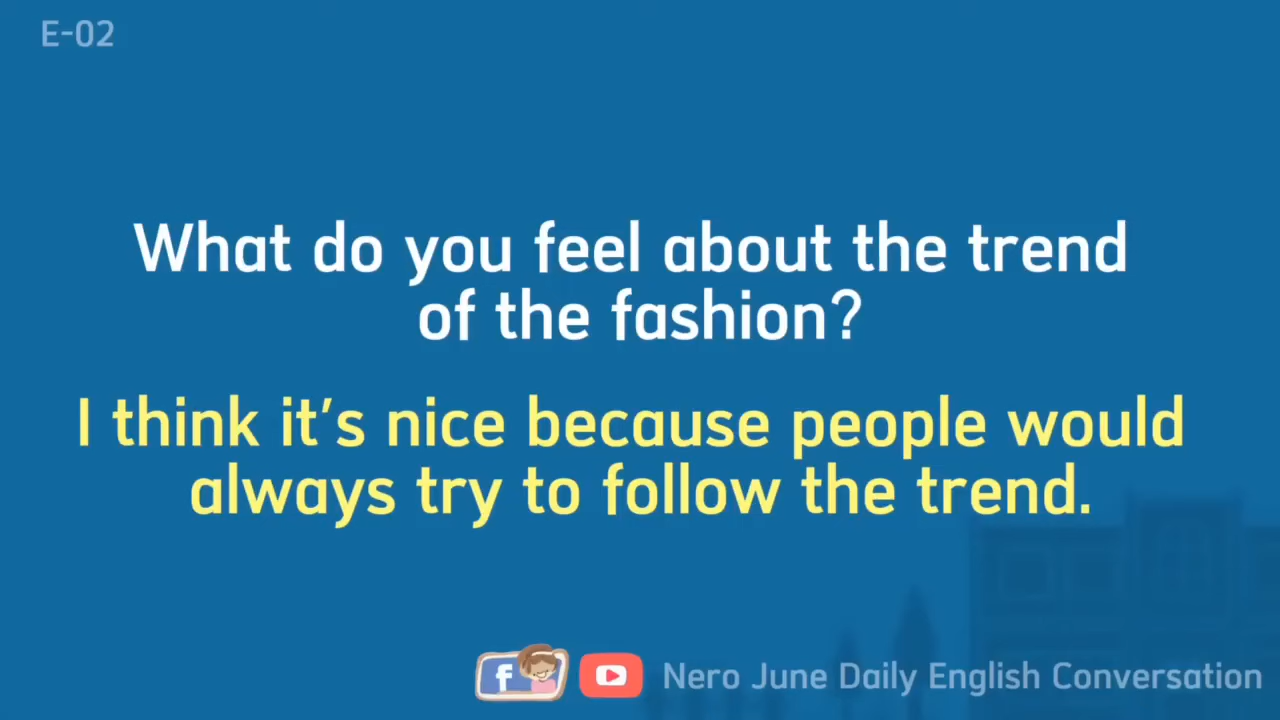 E-02
What do you feel about the trend
of the fashion?
I think it's nice because people would
always try to follow the trend.
f
Nero June Daily English Conversation